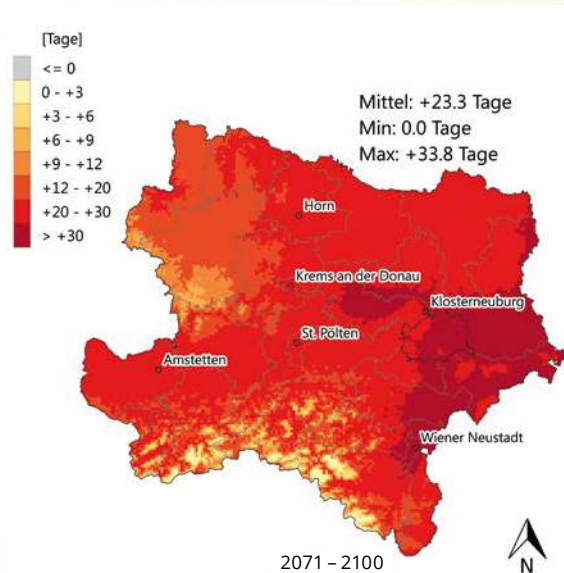 [Tage]
<= 0
0 - +3
+3 - +6
+6 - +9
+9 - +12
+12 - +20
+20 - +30
> +30
Mittel: +23.3 Tage
Min: 0.0 Tage
Max: +33.8 Tage
Horn
Krems an der Donau
Klosterneuburg
St. Pölten
Amstetten
Wiener Neustadt
2071 – 2100
N